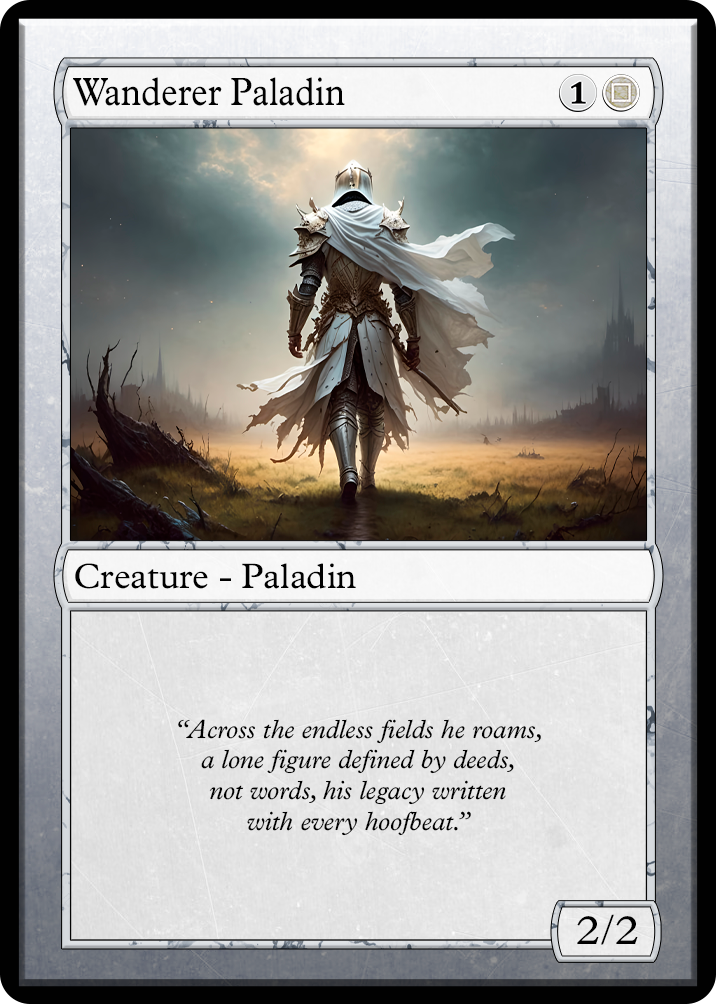 Wanderer Paladin 1
Creature - Paladin
“Across the endless fields he roams,
a lone figure defined by deeds,
not words, his legacy written
with every hoofbeat.”
2/2